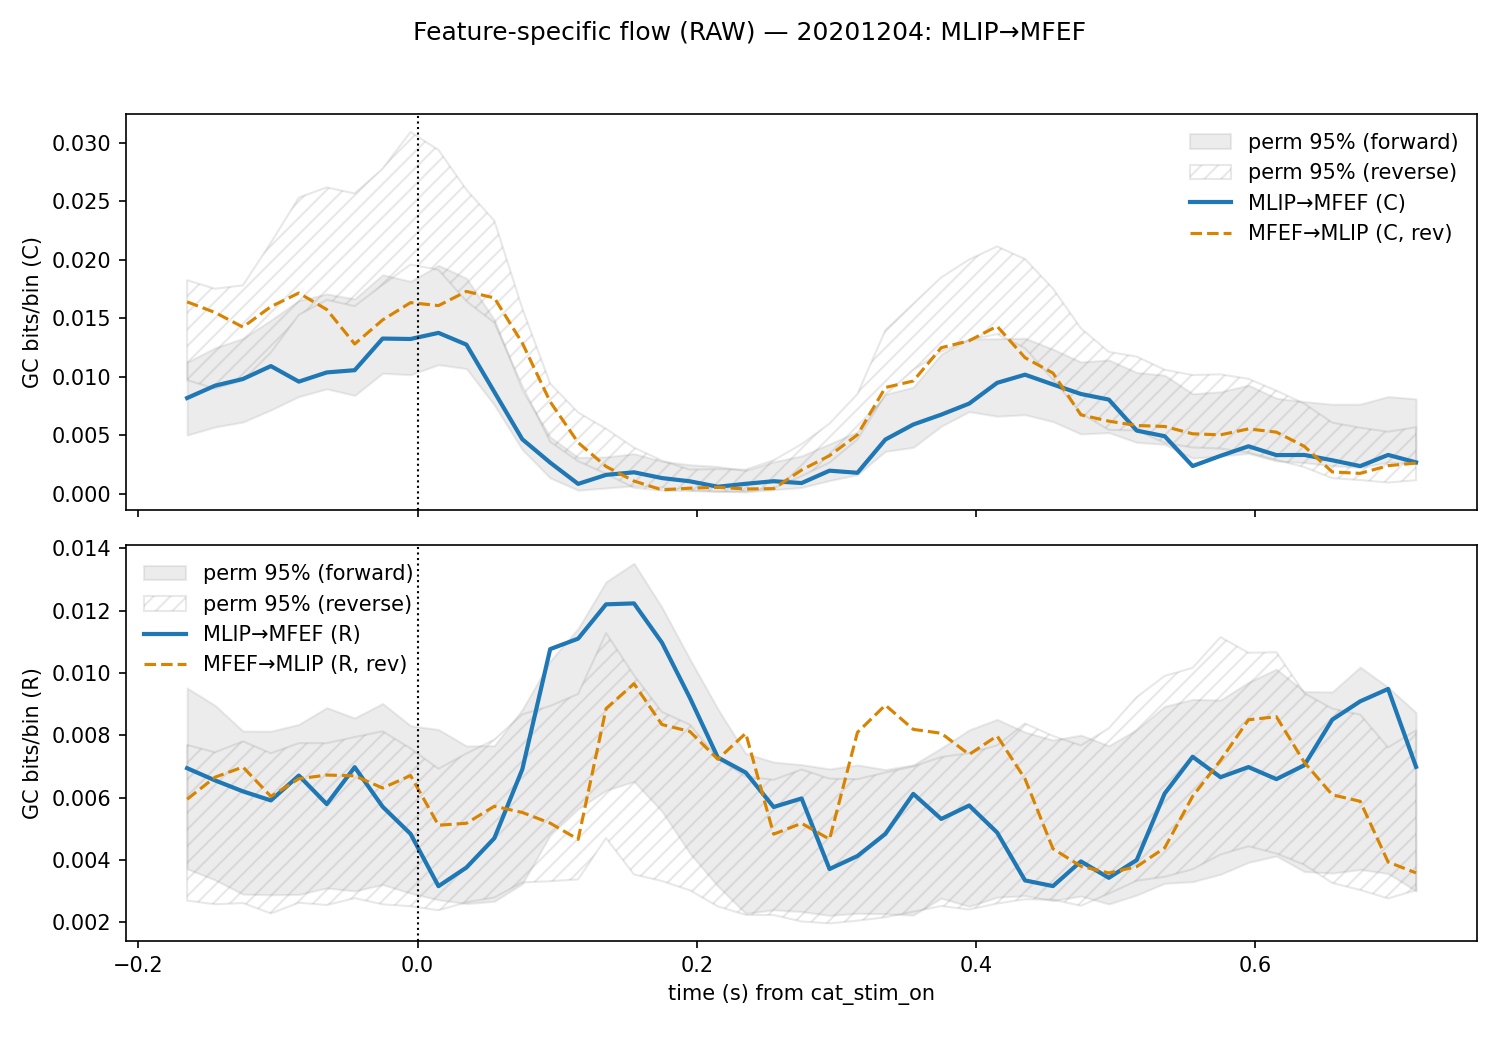 Feature-specific flow (RAW) — 20201204: MLIP→MFEF
GC bits/bin (C)
0.030
0.025
0.020
0.015
0.010
0.005
0.000
perm 95% (forward)
perm 95% (reverse)
MLIP→MFEF (C)
MFEF→MLIP (C, rev)
GC bits/bin (R)
0.014
0.012
0.010
0.008
0.006
0.004
0.002
perm 95% (forward)
perm 95% (reverse)
MLIP→MFEF (R)
MFEF→MLIP (R, rev)
−0.2 0.0 0.2 0.4 0.6
time (s) from cat_stim_on